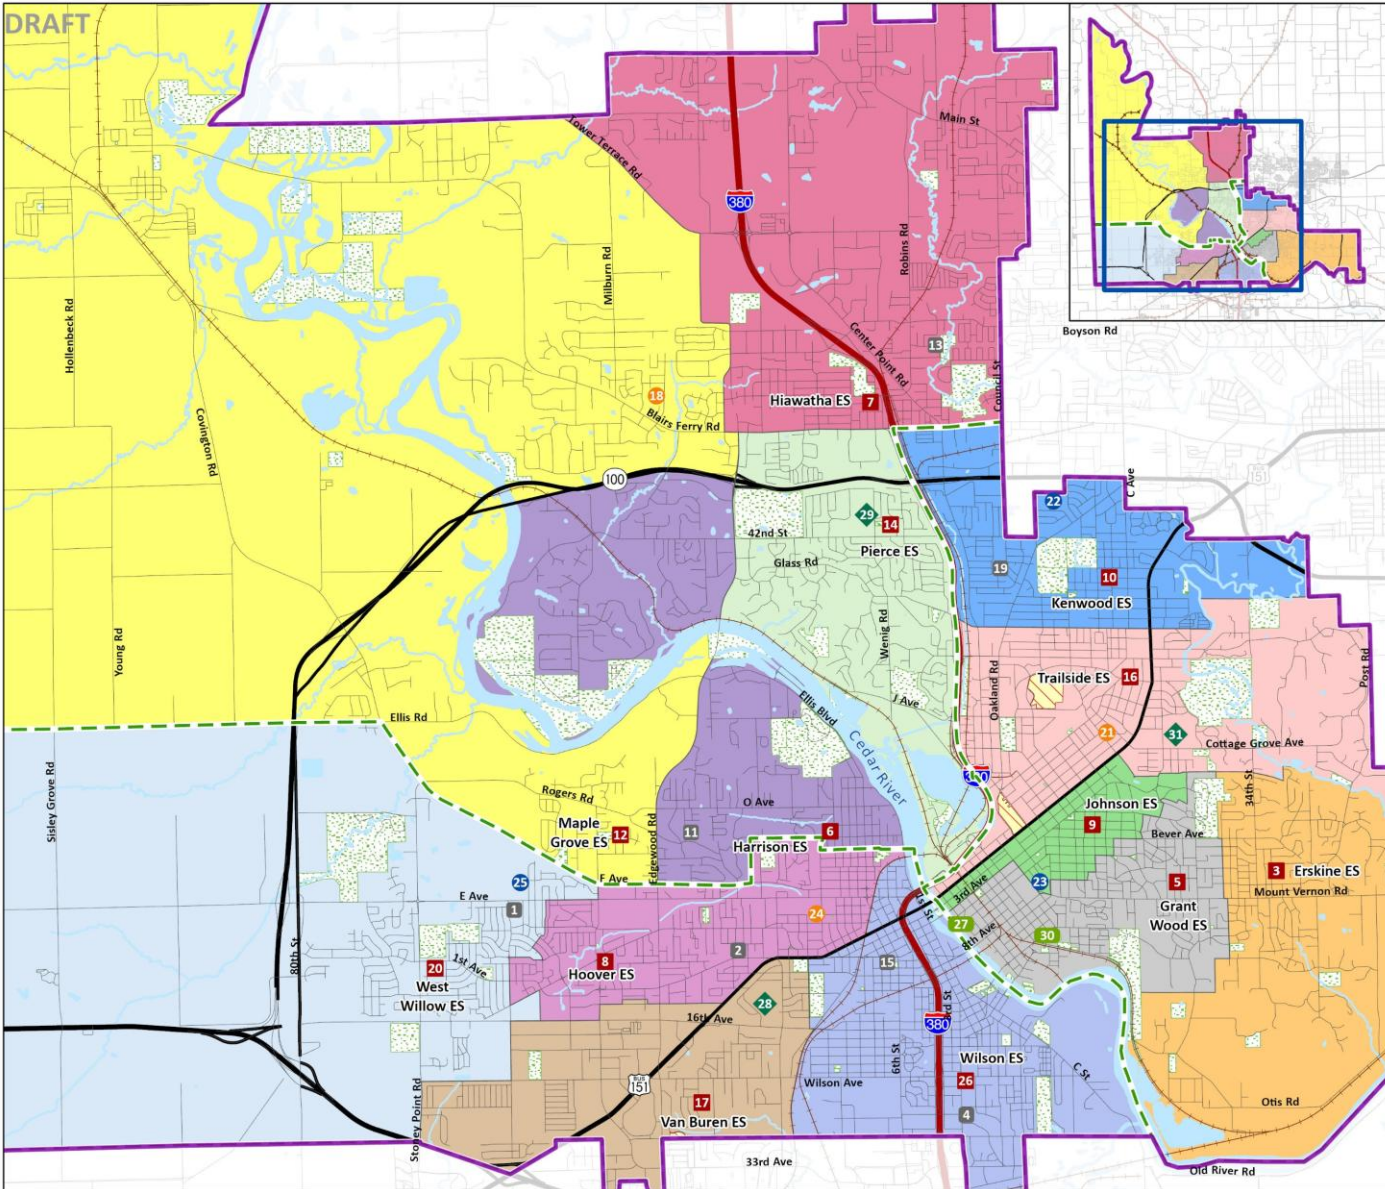 DRAFT
Tower Terrace Rd
Main St
380
Robins Rd
Milburn Rd
Hollenbeck Rd
Boyson Rd
Center Point Rd
13
Council St
18
Hiawatha ES
7
Blairs Ferry Rd
Covington Rd
100
C Ave
151
22
29
14
42nd St
Pierce ES
Glass Rd
19
10
Kenwood ES
Young Rd
Wenig Rd
Oakland Rd
Trailside ES
16
Post Rd
Ellis Rd
Ellis Blvd
J Ave
Cedar River
21
31
Cottage Grove Ave
Sisley Grove Rd
380
34th St
Rogers Rd
O Ave
Johnson ES
Maple
Grove ES
12
Edgewood Rd
11
6
9
Bever Ave
Harrison ES
25
F Ave
E Ave
1
24
3rd Ave
23
5
3
Erskine ES
Mount Vernon Rd
Grant
Wood ES
1st St
27
8th Ave
30
80th St
20
1st Ave
West
Willow ES
8
Hoover ES
2
15
28
16th Ave
3rd St
380
6th St
Wilson ES
C St
BUS
151
Wilson Ave
26
Stoney Point Rd
17
Van Buren ES
4
Otis Rd
33rd Ave
Old River Rd